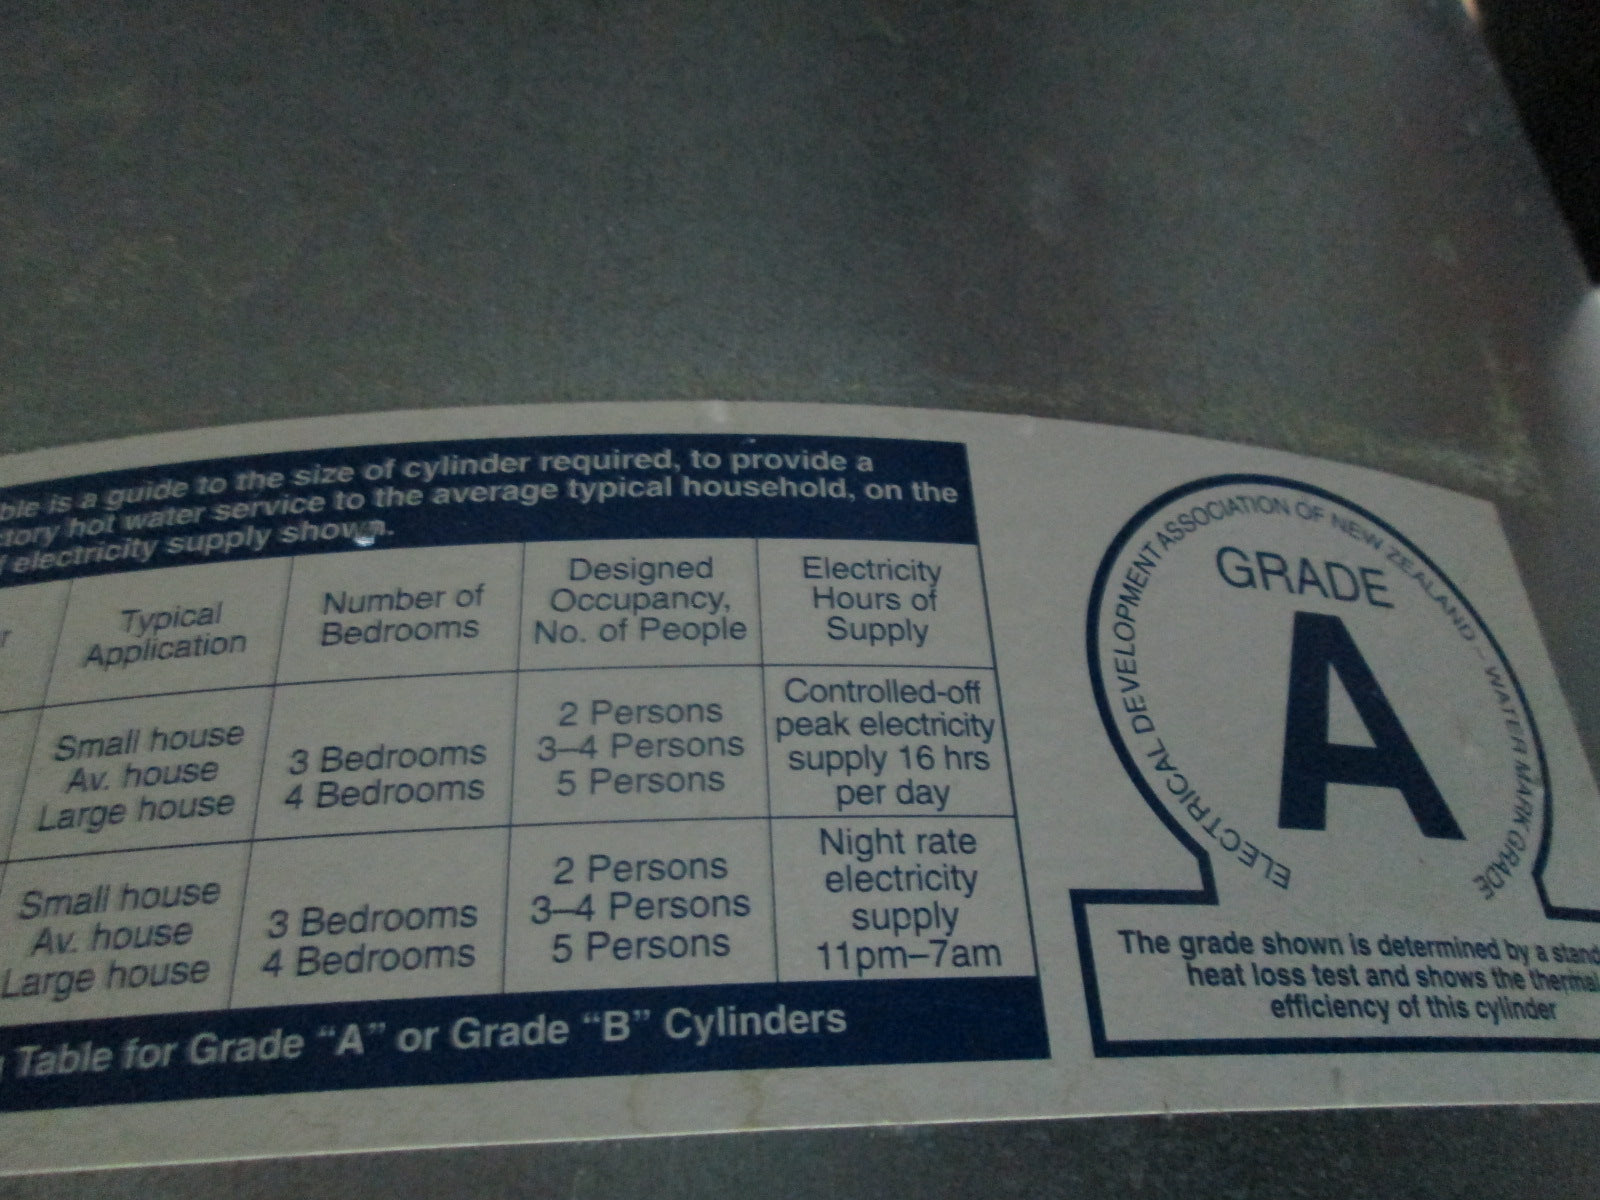 is a guide to the size of cylinder required, to provide a
hot water service to the average typical household, on the
electricity supply shown.
Typical
Application
Number of
Bedrooms
Designed
Occupancy,
No. of People
Electricity
Hours of
Supply
Small house
Av. house
Large house
3 Bedrooms
4 Bedrooms
2 Persons
3–4 Persons
5 Persons
Controlled-off
peak electricity
supply 16 hrs
per day
Small house
Av. house
Large house
3 Bedrooms
4 Bedrooms
2 Persons
3–4 Persons
5 Persons
Night rate
electricity
supply
11pm–7am
Table for Grade “A” or Grade “B” Cylinders
ELECTRICAL DEVELOPMENT ASSOCIATION OF NEW ZEALAND – WATER MARK GRADE
GRADE
A
The grade shown is determined by a
heat loss test and shows the thermal
efficiency of this cylinder